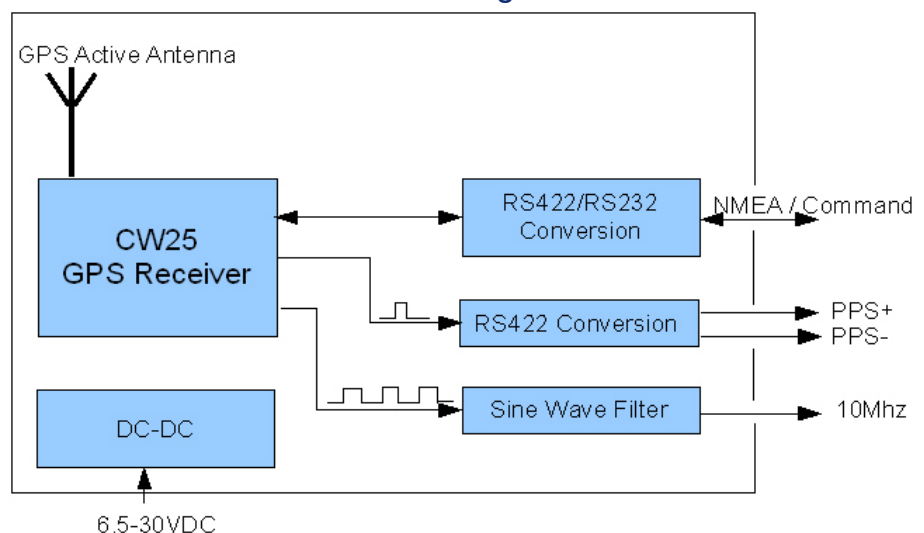 GPS Active Antenna
CW25
GPS Receiver
RS422/RS232
Conversion
NMEA / Command
RS422 Conversion
PPS+
PPS-
Sine Wave Filter
10Mhz
DC-DC
6.5-30VDC